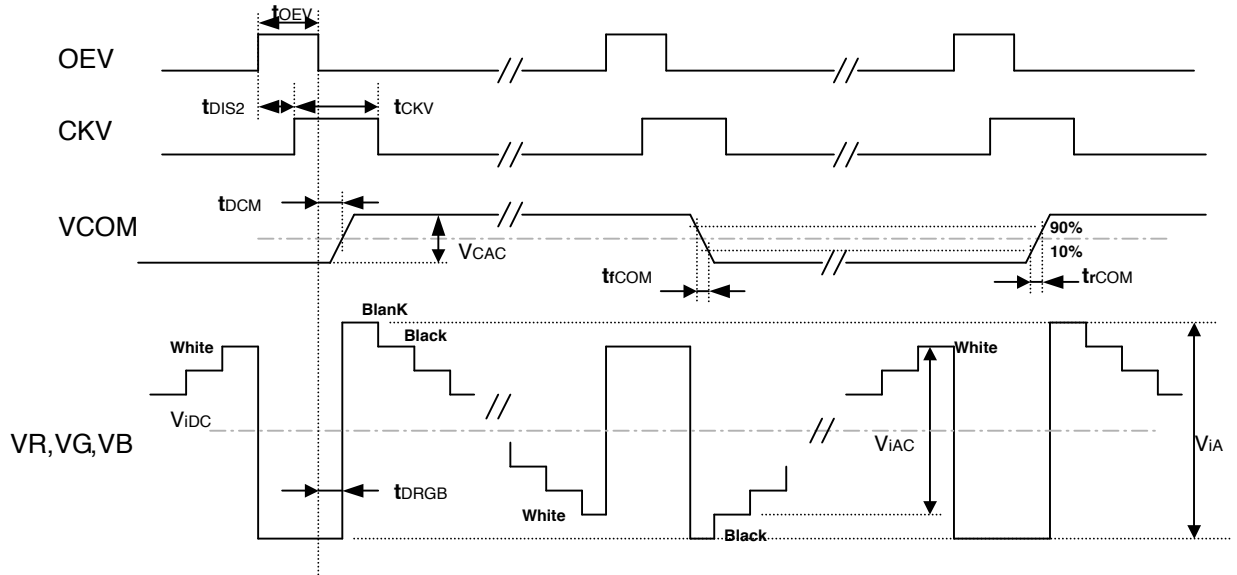 tOEV
OEV
tDIS2 tCKV
CKV
tDCM
VCOM
90%
VCAC
10%
tfCOM
trCOM
BlanK
White
Black
White
ViDC
VR,VG,VB
ViAC
ViA
tDRGB
White
Black